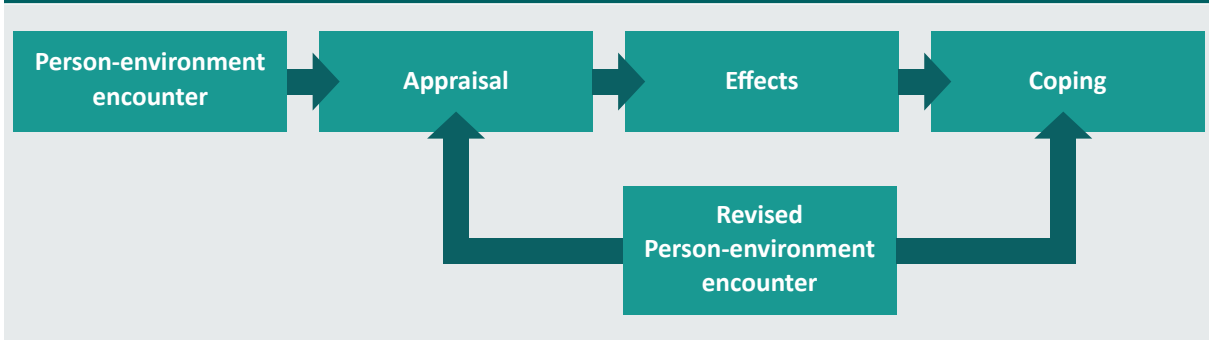 Person-environment
encounter
Appraisal
Effects
Coping
Revised
Person-environment
encounter